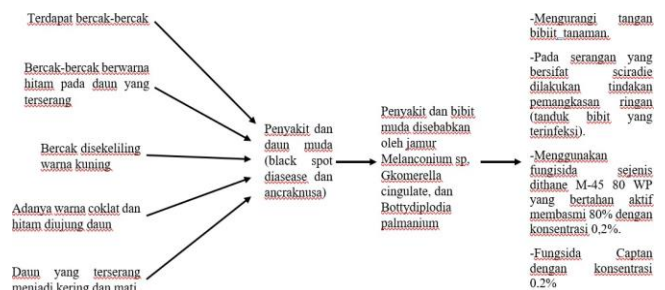 Terdapat bercak-bercak
Bercak-bercak berwarna
hitam pada daun yang
terserang
Bercak disekeliling
warna kuning
Adanya warna coklat dan
hitam diujung daun
Daun yang terserang
menjadi kering dan mati
Penyakit dan
daun muda
(black spot
diasease dan
ancraknusa)
Penyakit dan bibit
muda disebabkan
oleh jamur
Melanconium sp,
Gkomerella
cingulate, dan
Bottydiplodia
palmanium
-Mengurangi tangan
bibiit tanaman.
-Pada serangan yang
bersifat sciradie
dilakukan tindakan
pemangkasan ringan
(tanduk bibit yang
terinfeksi).
-Menggunakan
fungisida sejenis
dithane M-45 80 WP
yang bertahan aktif
membasmi 80% dengan
konsentrasi 0,2%.
-Fungsida Captan
dengan konsentrasi
0.2%